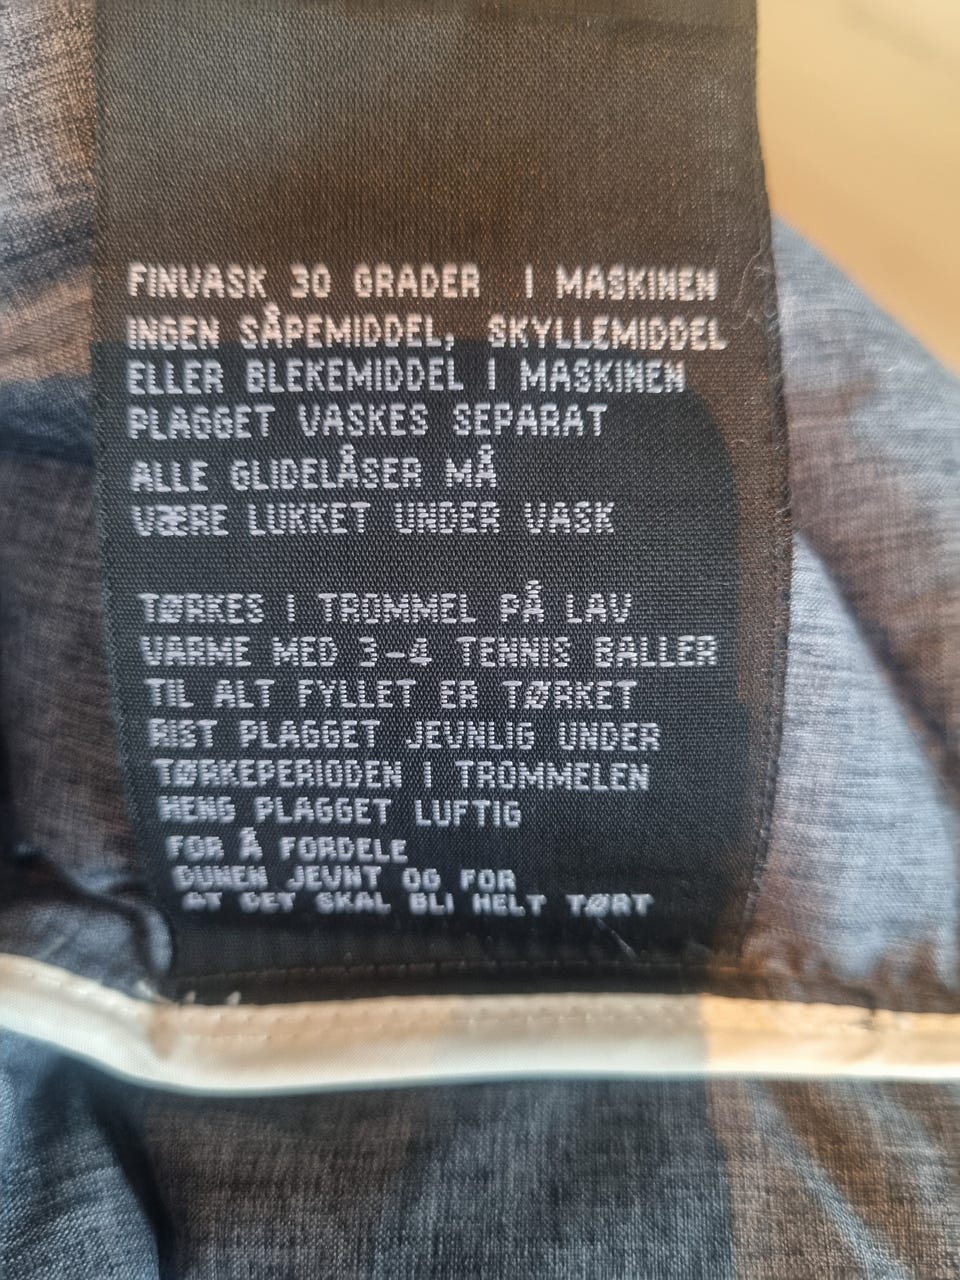 FINVASK 30 GRADER I MASKINEN
INGEN SÅPEMIDDEL, SKYLLEMIDDEL
ELLER BLEKEMIDDEL I MASKINEN
PLAGGET VASKES SEPARAT
ALLE GLIDELÅSER MÅ
VÆRE LUKKET UNDER VASK
TØRKES I TROMMEL PÅ LAV
VARME MED 3-4 TENNIS BALLER
TIL ALT FYLLET ER TØRKET
RIST PLAGGET JEVNLIG UNDER
TØRKEPERIODEN I TROMMELEN
HENG PLAGGET LUFTIG
FOR Å FORDELE
DUNEN JEVNT OG FOR
AT DET SKAL BLI HELT TØRT